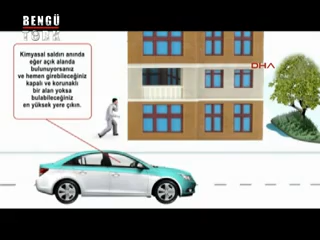 BENGÜ
TÜRK
DHA
Kimyasal saldırı anında
eğer açık alanda
bulunuyorsanız
ve hemen girebileceğiniz
kapalı ve korunaklı
bir alan yoksa
bulabileceğiniz
en yüksek yere çıkın.